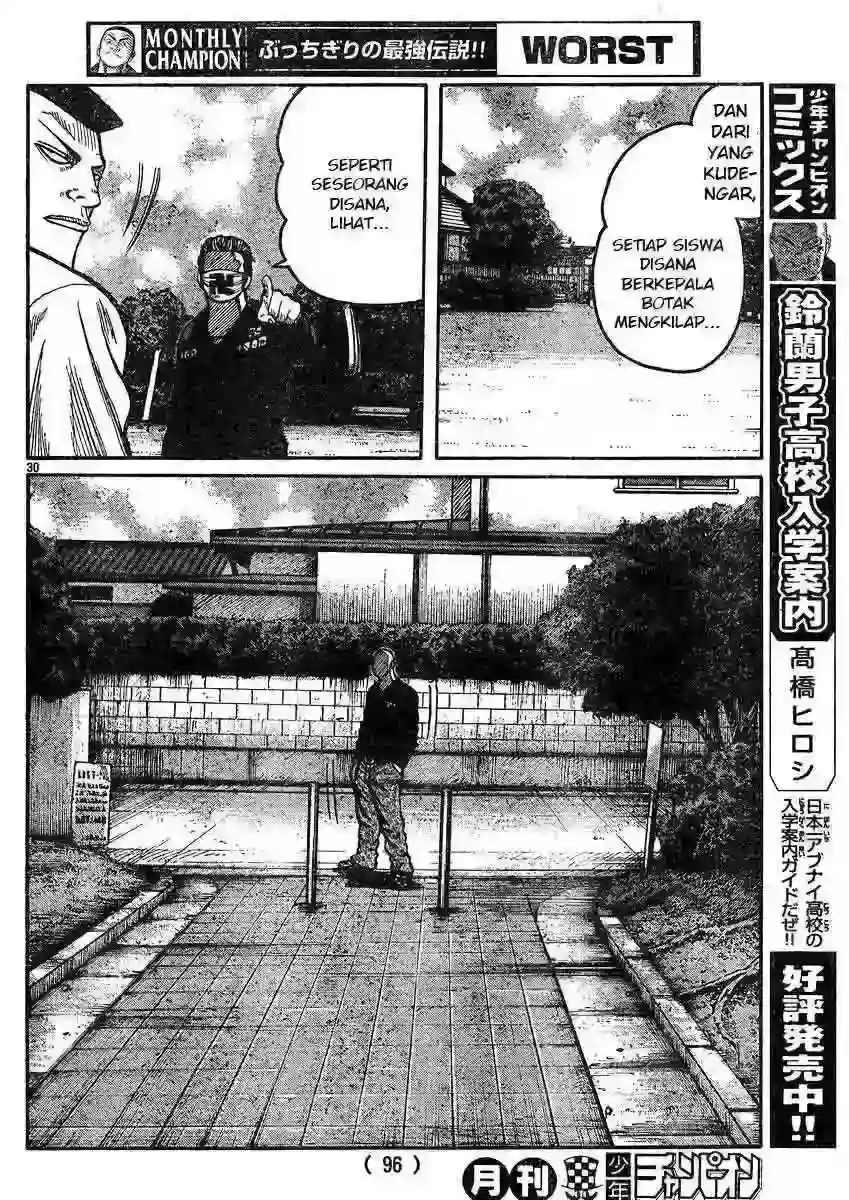 MONTHLY
CHAMPION
ぶっちぎりの最強伝説!!
WORST
DAN
DARI
YANG
KUDE-
NGAR,
SETIAP SISWA
DISANA
BERKEPALA
BOTAK
MENGKILAP...
SEPERTI
SESEORANG
DISANA,
LIHAT...
30
少年チャンピオン
コミックス
鈴蘭男子高校入学案内
髙橋ヒロシ
日本一アブナイ高校の
入学案内ガイドだぜ!!
好評発売中!!
( 96 )
月刊
少年
チャンピオン